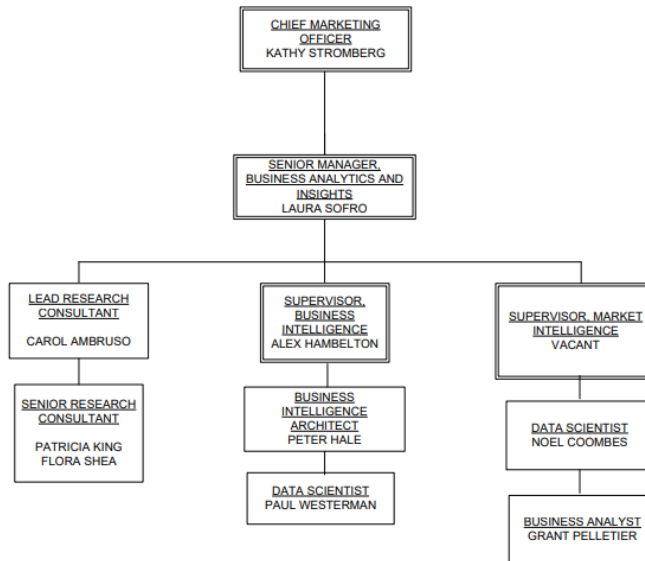 CHIEF MARKETING
OFFICER
KATHY STROMBERG
SENIOR MANAGER,
BUSINESS ANALYTICS AND
INSIGHTS
LAURA SOFRO
LEAD RESEARCH
CONSULTANT
CAROL AMBRUSO
SENIOR RESEARCH
CONSULTANT
PATRICIA KING
FLORA SHEA
SUPERVISOR,
BUSINESS
INTELLIGENCE
ALEX HAMBELTON
BUSINESS
INTELLIGENCE
ARCHITECT
PETER HALE
DATA SCIENTIST
PAUL WESTERMAN
SUPERVISOR, MARKET
INTELLIGENCE
VACANT
DATA SCIENTIST
NOEL COOMBES
BUSINESS ANALYST
GRANT PELLETIER